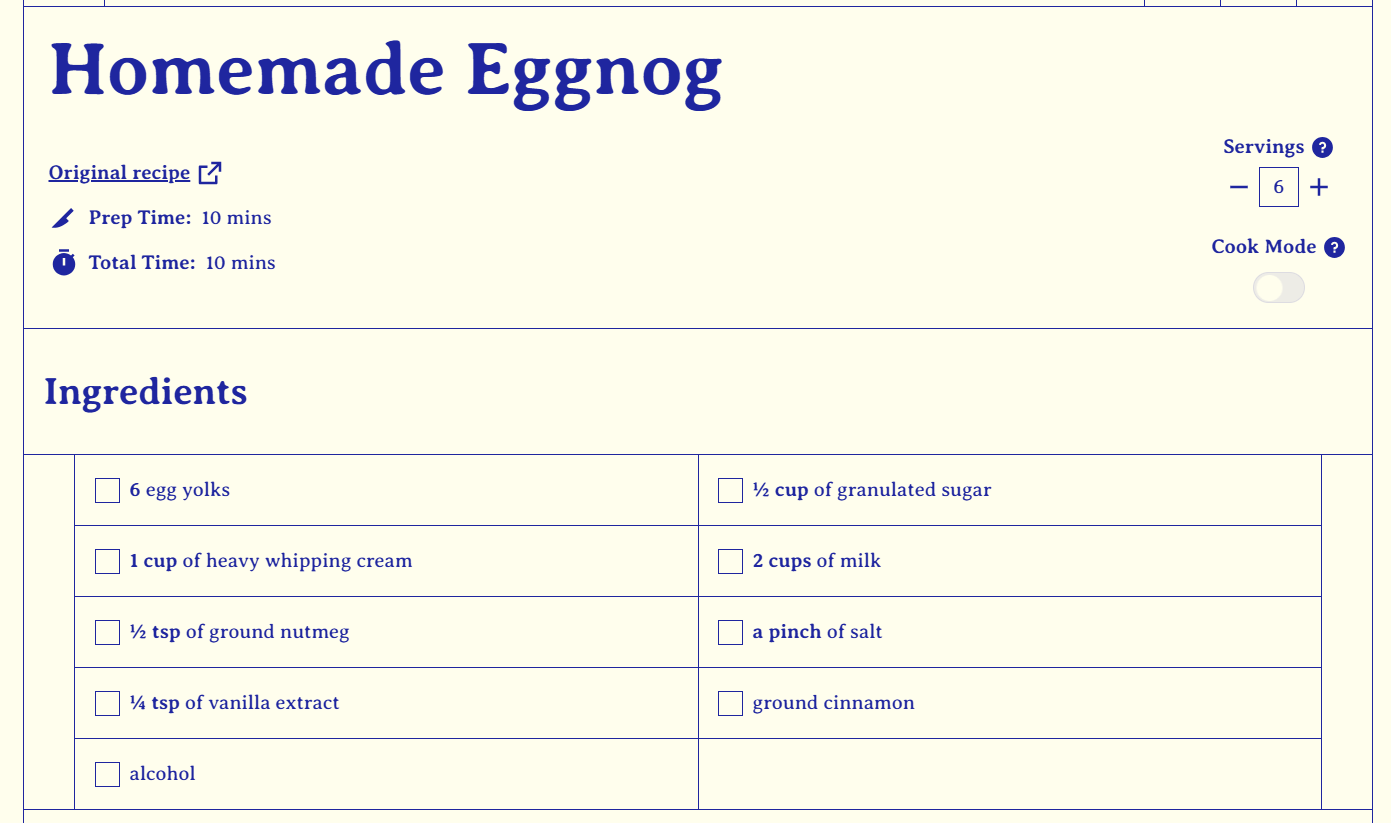 Homemade Eggnog
Original recipe
Prep Time: 10 mins
Total Time: 10 mins
Servings ?
− 6 +
Cook Mode ?
Ingredients
6 egg yolks
½ cup of granulated sugar
1 cup of heavy whipping cream
2 cups of milk
½ tsp of ground nutmeg
a pinch of salt
¼ tsp of vanilla extract
ground cinnamon
alcohol